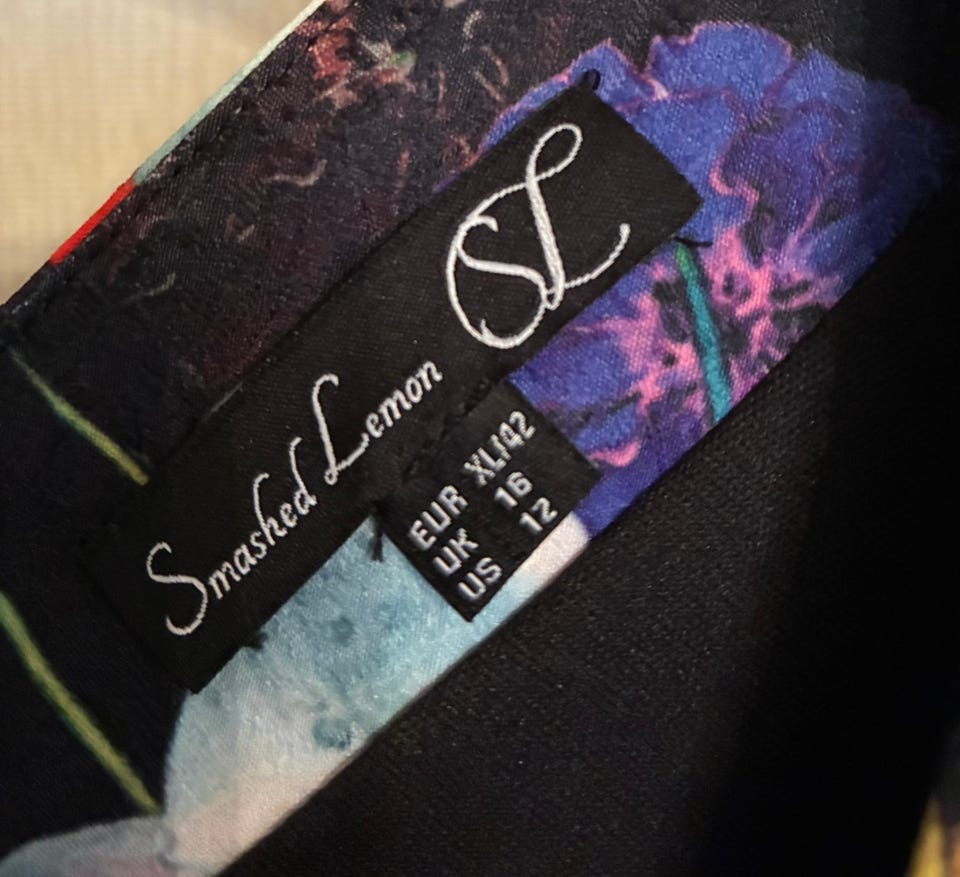 SL
Smashed Lemon
EUR XL/42
UK 16
US 12